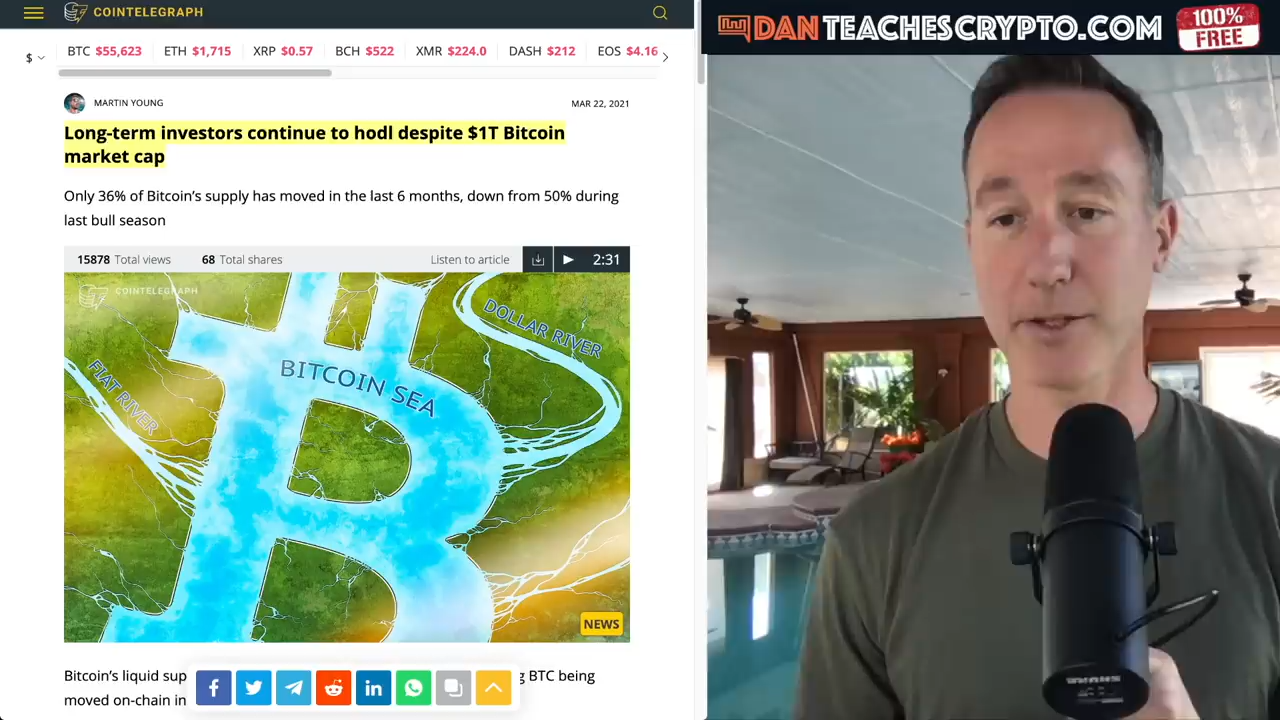 COINTELEGRAPH
$ BTC $55,623 ETH $1,715 XRP $0.57 BCH $522 XMR $224.0 DASH $212 EOS $4.16
MARTIN YOUNG
MAR 22, 2021
Long-term investors continue to hodl despite $1T Bitcoin
market cap
Only 36% of Bitcoin’s supply has moved in the last 6 months, down from 50% during
last bull season
15878 Total views 68 Total shares Listen to article 2:31
COINTELEGRAPH
DOLLAR RIVER
BITCOIN SEA
FIAT RIVER
NEWS
Bitcoin’s liquid sup
BTC being
moved on-chain in
DANTEACHESCRYPTO.COM
100%
FREE